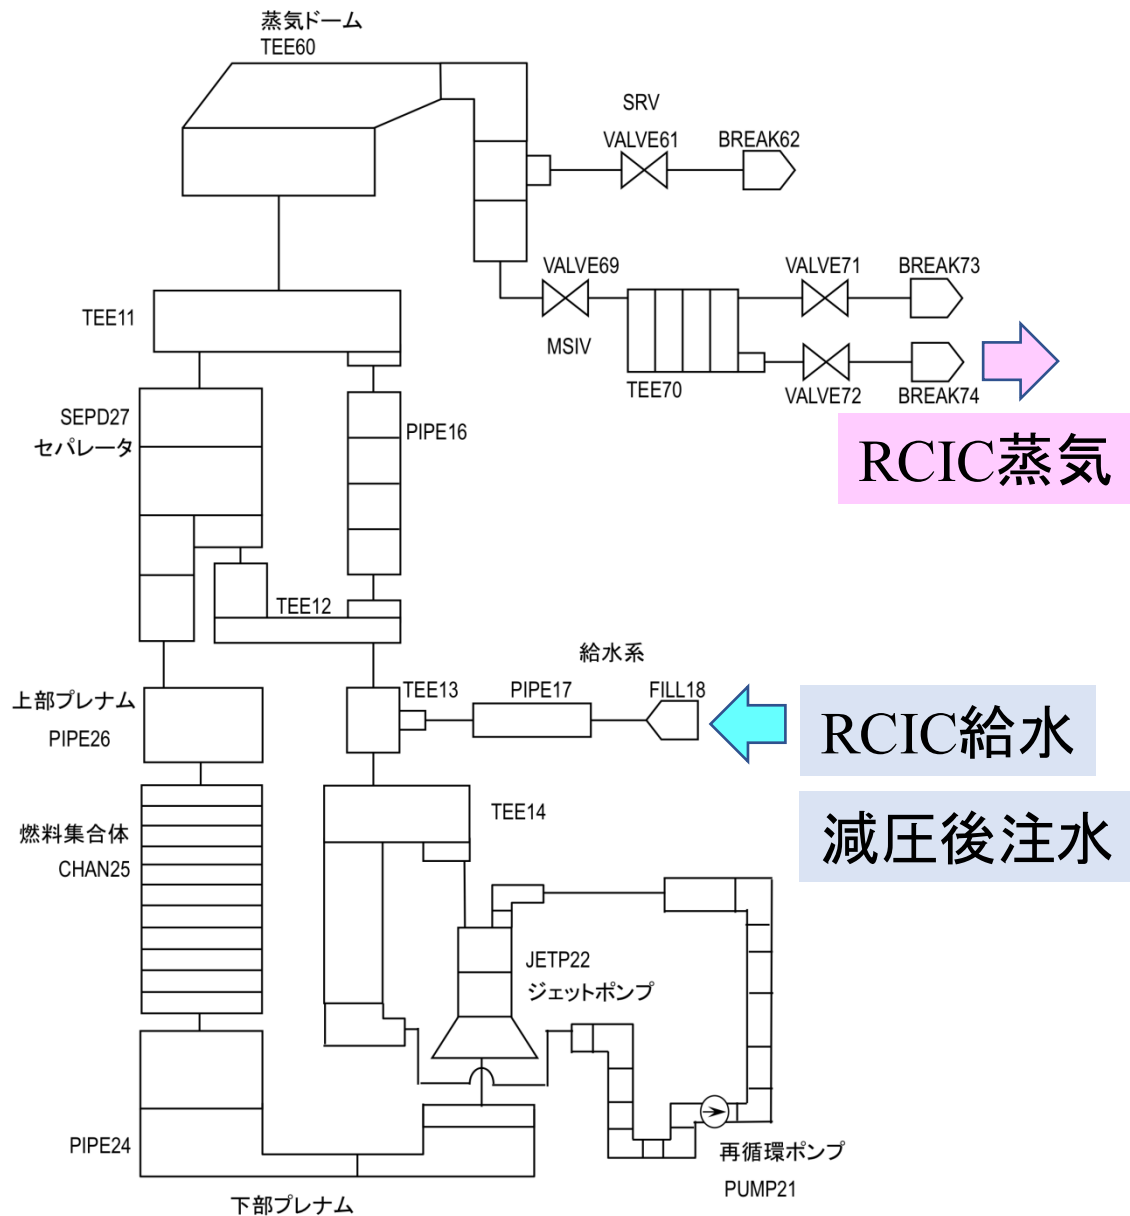 蒸気ドーム
TEE60
SRV
VALVE61
BREAK62
VALVE69
VALVE71
BREAK73
TEE11
MSIV
TEE70
VALVE72
BREAK74
SEPD27
セパレータ
PIPE16
RCIC蒸気
TEE12
給水系
上部プレナム
PIPE26
TEE13
PIPE17
FILL18
RCIC給水
TEE14
減圧後注水
燃料集合体
CHAN25
JETP22
ジェットポンプ
PIPE24
再循環ポンプ
PUMP21
下部プレナム